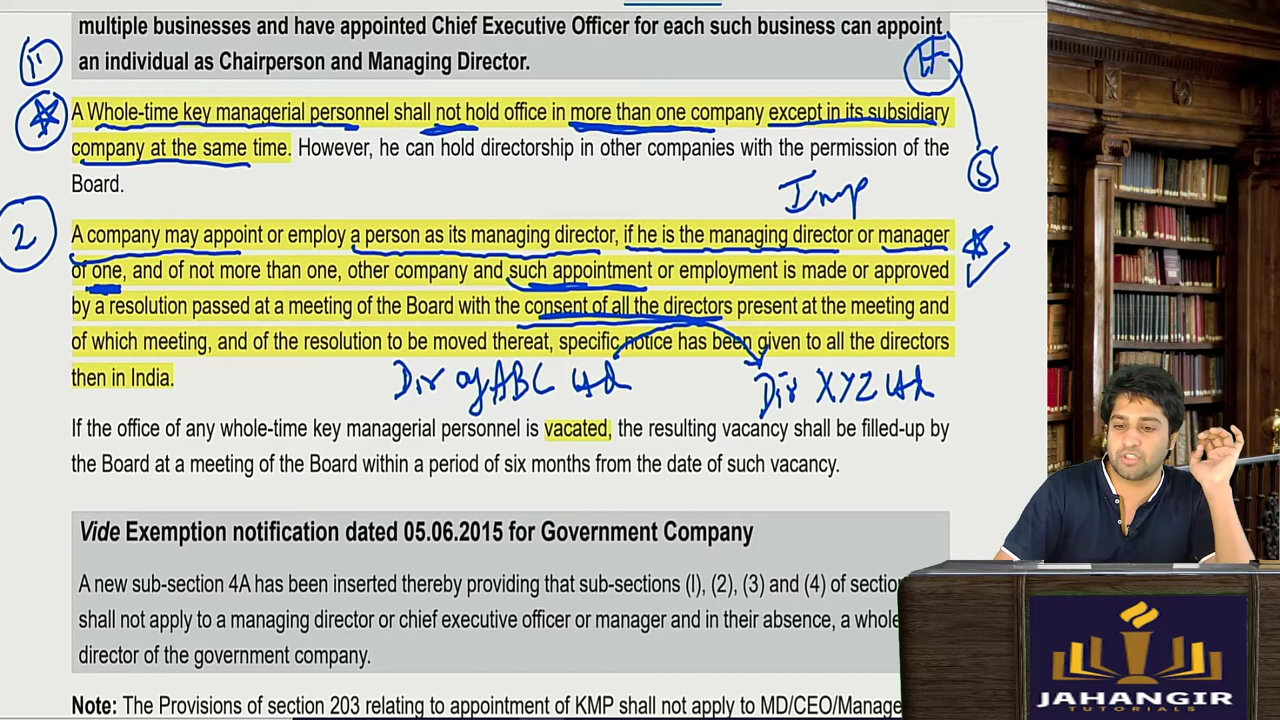 multiple businesses and have appointed Chief Executive Officer for each such business can appoint
an individual as Chairperson and Managing Director.
1
H
A Whole-time key managerial personnel shall not hold office in more than one company except in its subsidiary
company at the same time. However, he can hold directorship in other companies with the permission of the
Board.
S
Imp
2
A company may appoint or employ a person as its managing director, if he is the managing director or manager
of one, and of not more than one, other company and such appointment or employment is made or approved
by a resolution passed at a meeting of the Board with the consent of all the directors present at the meeting and
of which meeting, and of the resolution to be moved thereat, specific notice has been given to all the directors
then in India.
Dir of ABC Ltd
Dir XYZ Ltd
If the office of any whole-time key managerial personnel is vacated, the resulting vacancy shall be filled-up by
the Board at a meeting of the Board within a period of six months from the date of such vacancy.
Vide Exemption notification dated 05.06.2015 for Government Company
A new sub-section 4A has been inserted thereby providing that sub-sections (l), (2), (3) and (4) of sectio
shall not apply to a managing director or chief executive officer or manager and in their absence, a whole
director of the government company.
Note: The Provisions of section 203 relating to appointment of KMP shall not apply to MD/CEO/Manage
JAHANGIR
TUTORIALS